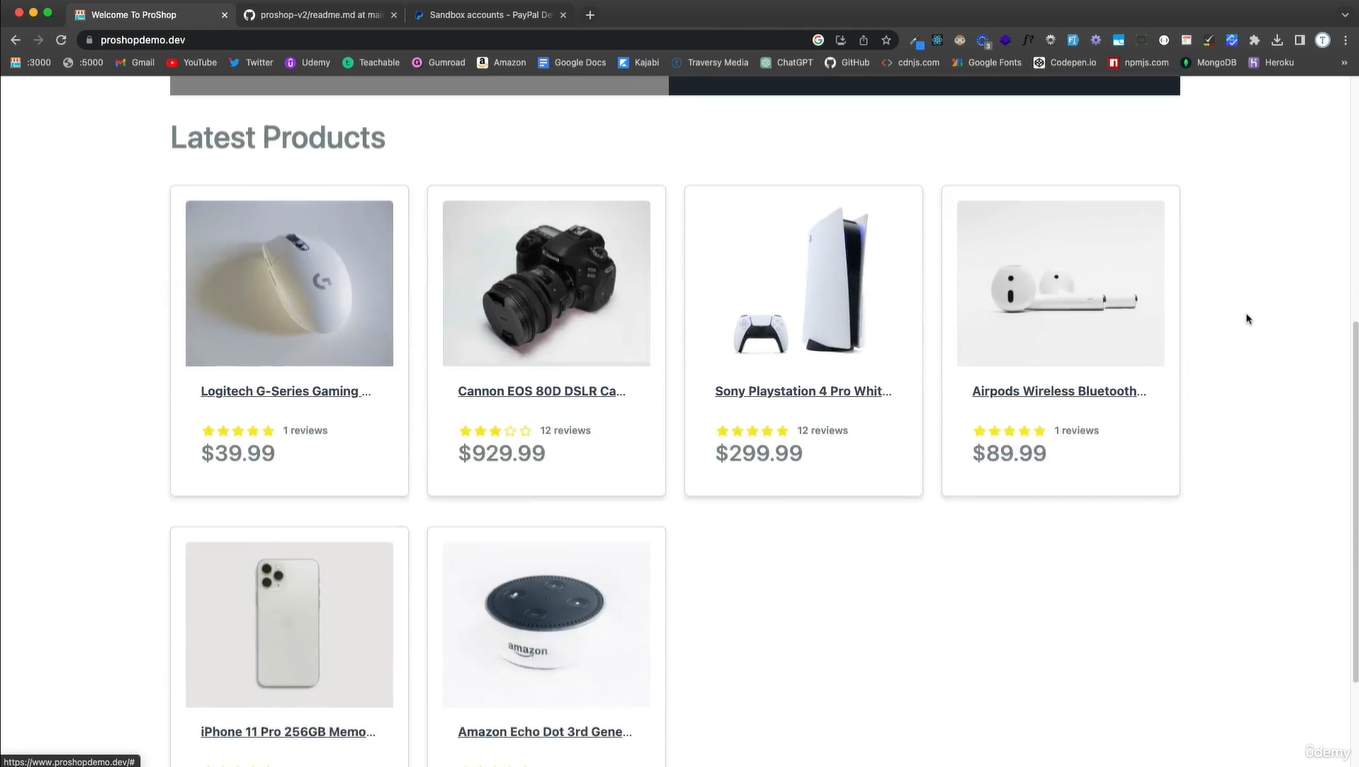 Welcome To ProShop
proshop-v2/readme.md at mai
Sandbox accounts - PayPal De
proshopdemo.dev
:3000
:5000
Gmail
YouTube
Twitter
Udemy
Teachable
Gumroad
Amazon
Google Docs
Kajabi
Traversy Media
ChatGPT
GitHub
cdnjs.com
Google Fonts
Codepen.io
npmjs.com
MongoDB
Heroku
»
Latest Products
Logitech G-Series Gaming ...
1 reviews
$39.99
Cannon EOS 80D DSLR Ca...
12 reviews
$929.99
Sony Playstation 4 Pro Whit...
12 reviews
$299.99
Airpods Wireless Bluetooth...
1 reviews
$89.99
amazon
iPhone 11 Pro 256GB Memo...
Amazon Echo Dot 3rd Gene...
https://www.proshopdemo.dev/#
Udemy